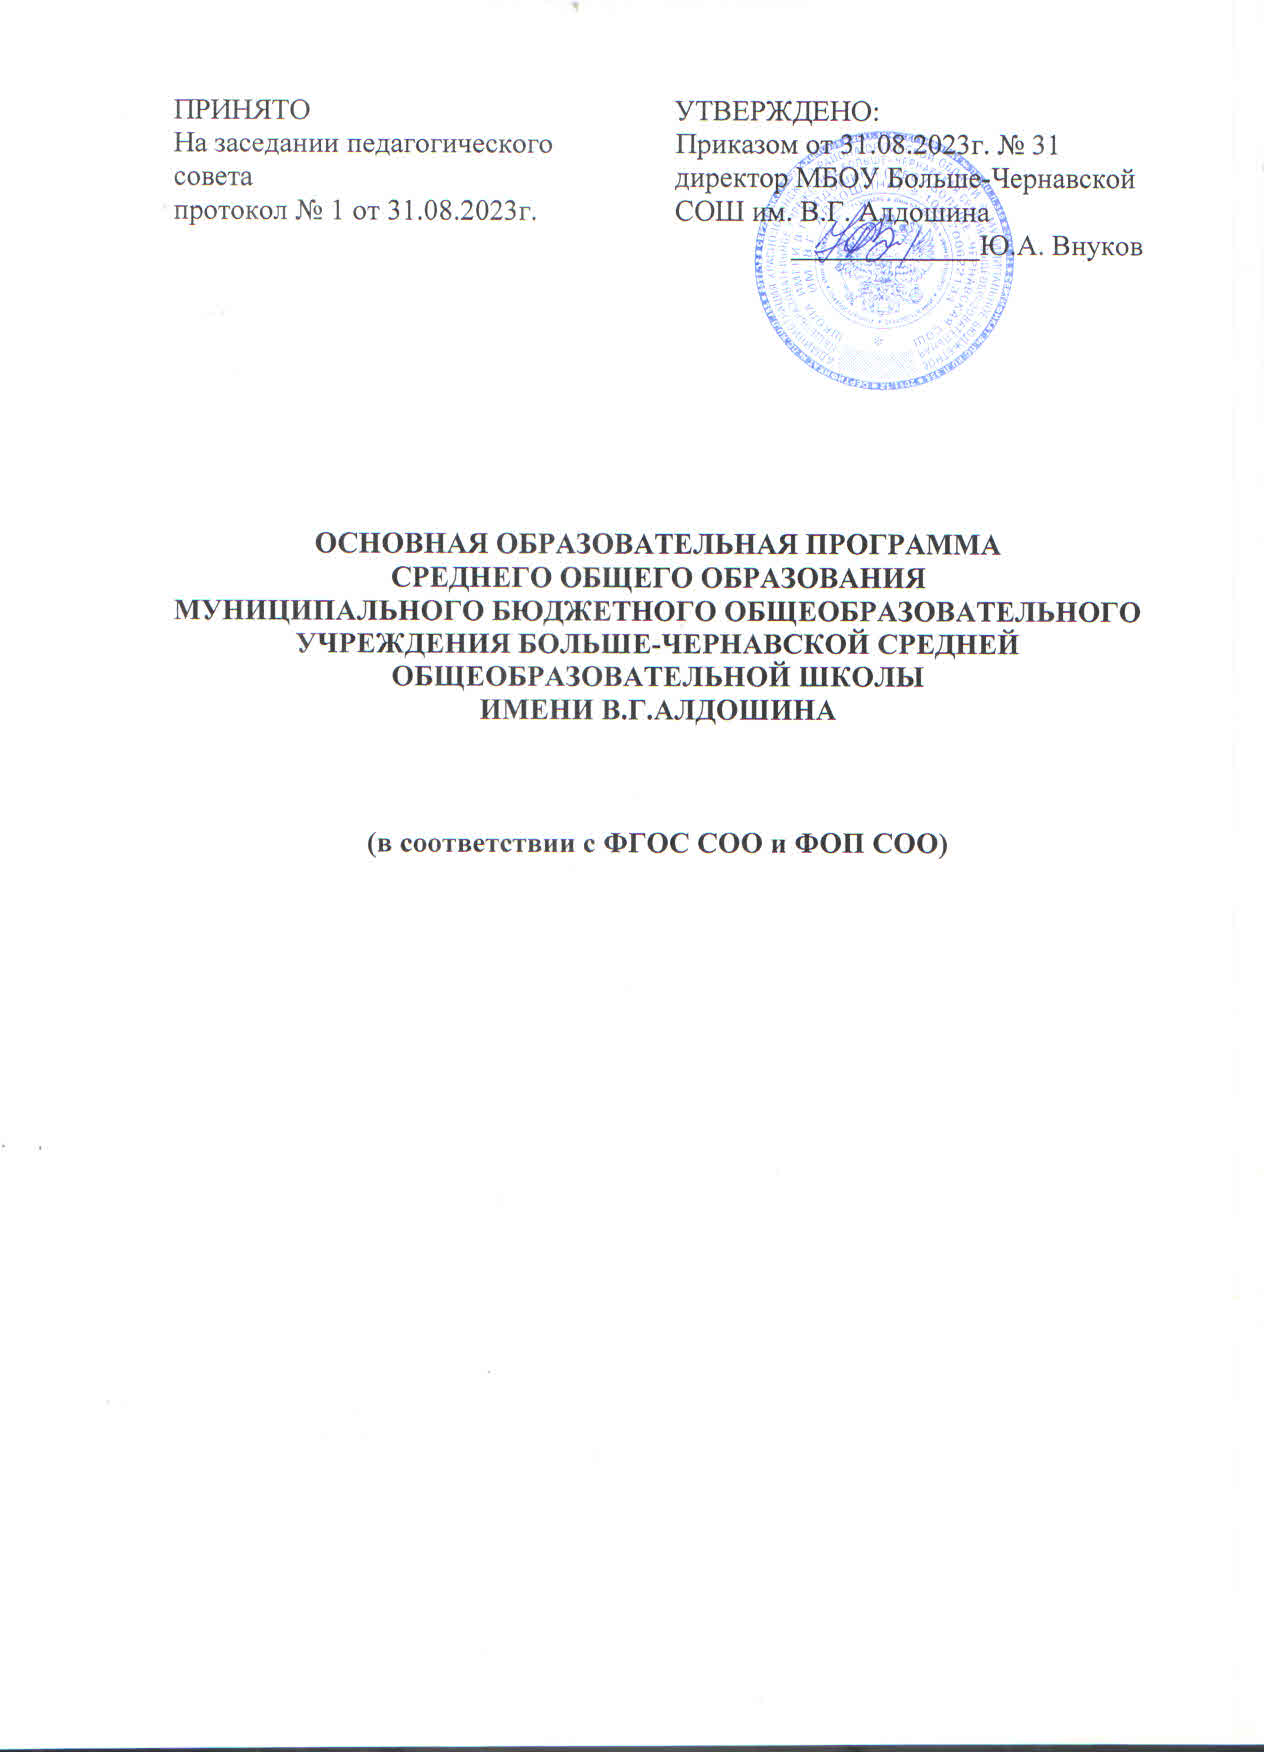 ПРИНЯТО
На заседании педагогического
совета
протокол № 1 от 31.08.2023г.
УТВЕРЖДЕНО:
Приказом от 31.08.2023г. № 31
директор МБОУ Больше-Чернавской
СОШ им. В.Г. Алдошина
Ю.А. Внуков
ОСНОВНАЯ ОБРАЗОВАТЕЛЬНАЯ ПРОГРАММА
СРЕДНЕГО ОБЩЕГО ОБРАЗОВАНИЯ
МУНИЦИПАЛЬНОГО БЮДЖЕТНОГО ОБЩЕОБРАЗОВАТЕЛЬНОГО
УЧРЕЖДЕНИЯ БОЛЬШЕ-ЧЕРНАВСКОЙ СРЕДНЕЙ
ОБЩЕОБРАЗОВАТЕЛЬНОЙ ШКОЛЫ
ИМЕНИ В.Г.АЛДОШИНА
(в соответствии с ФГОС СОО и ФОП СОО)